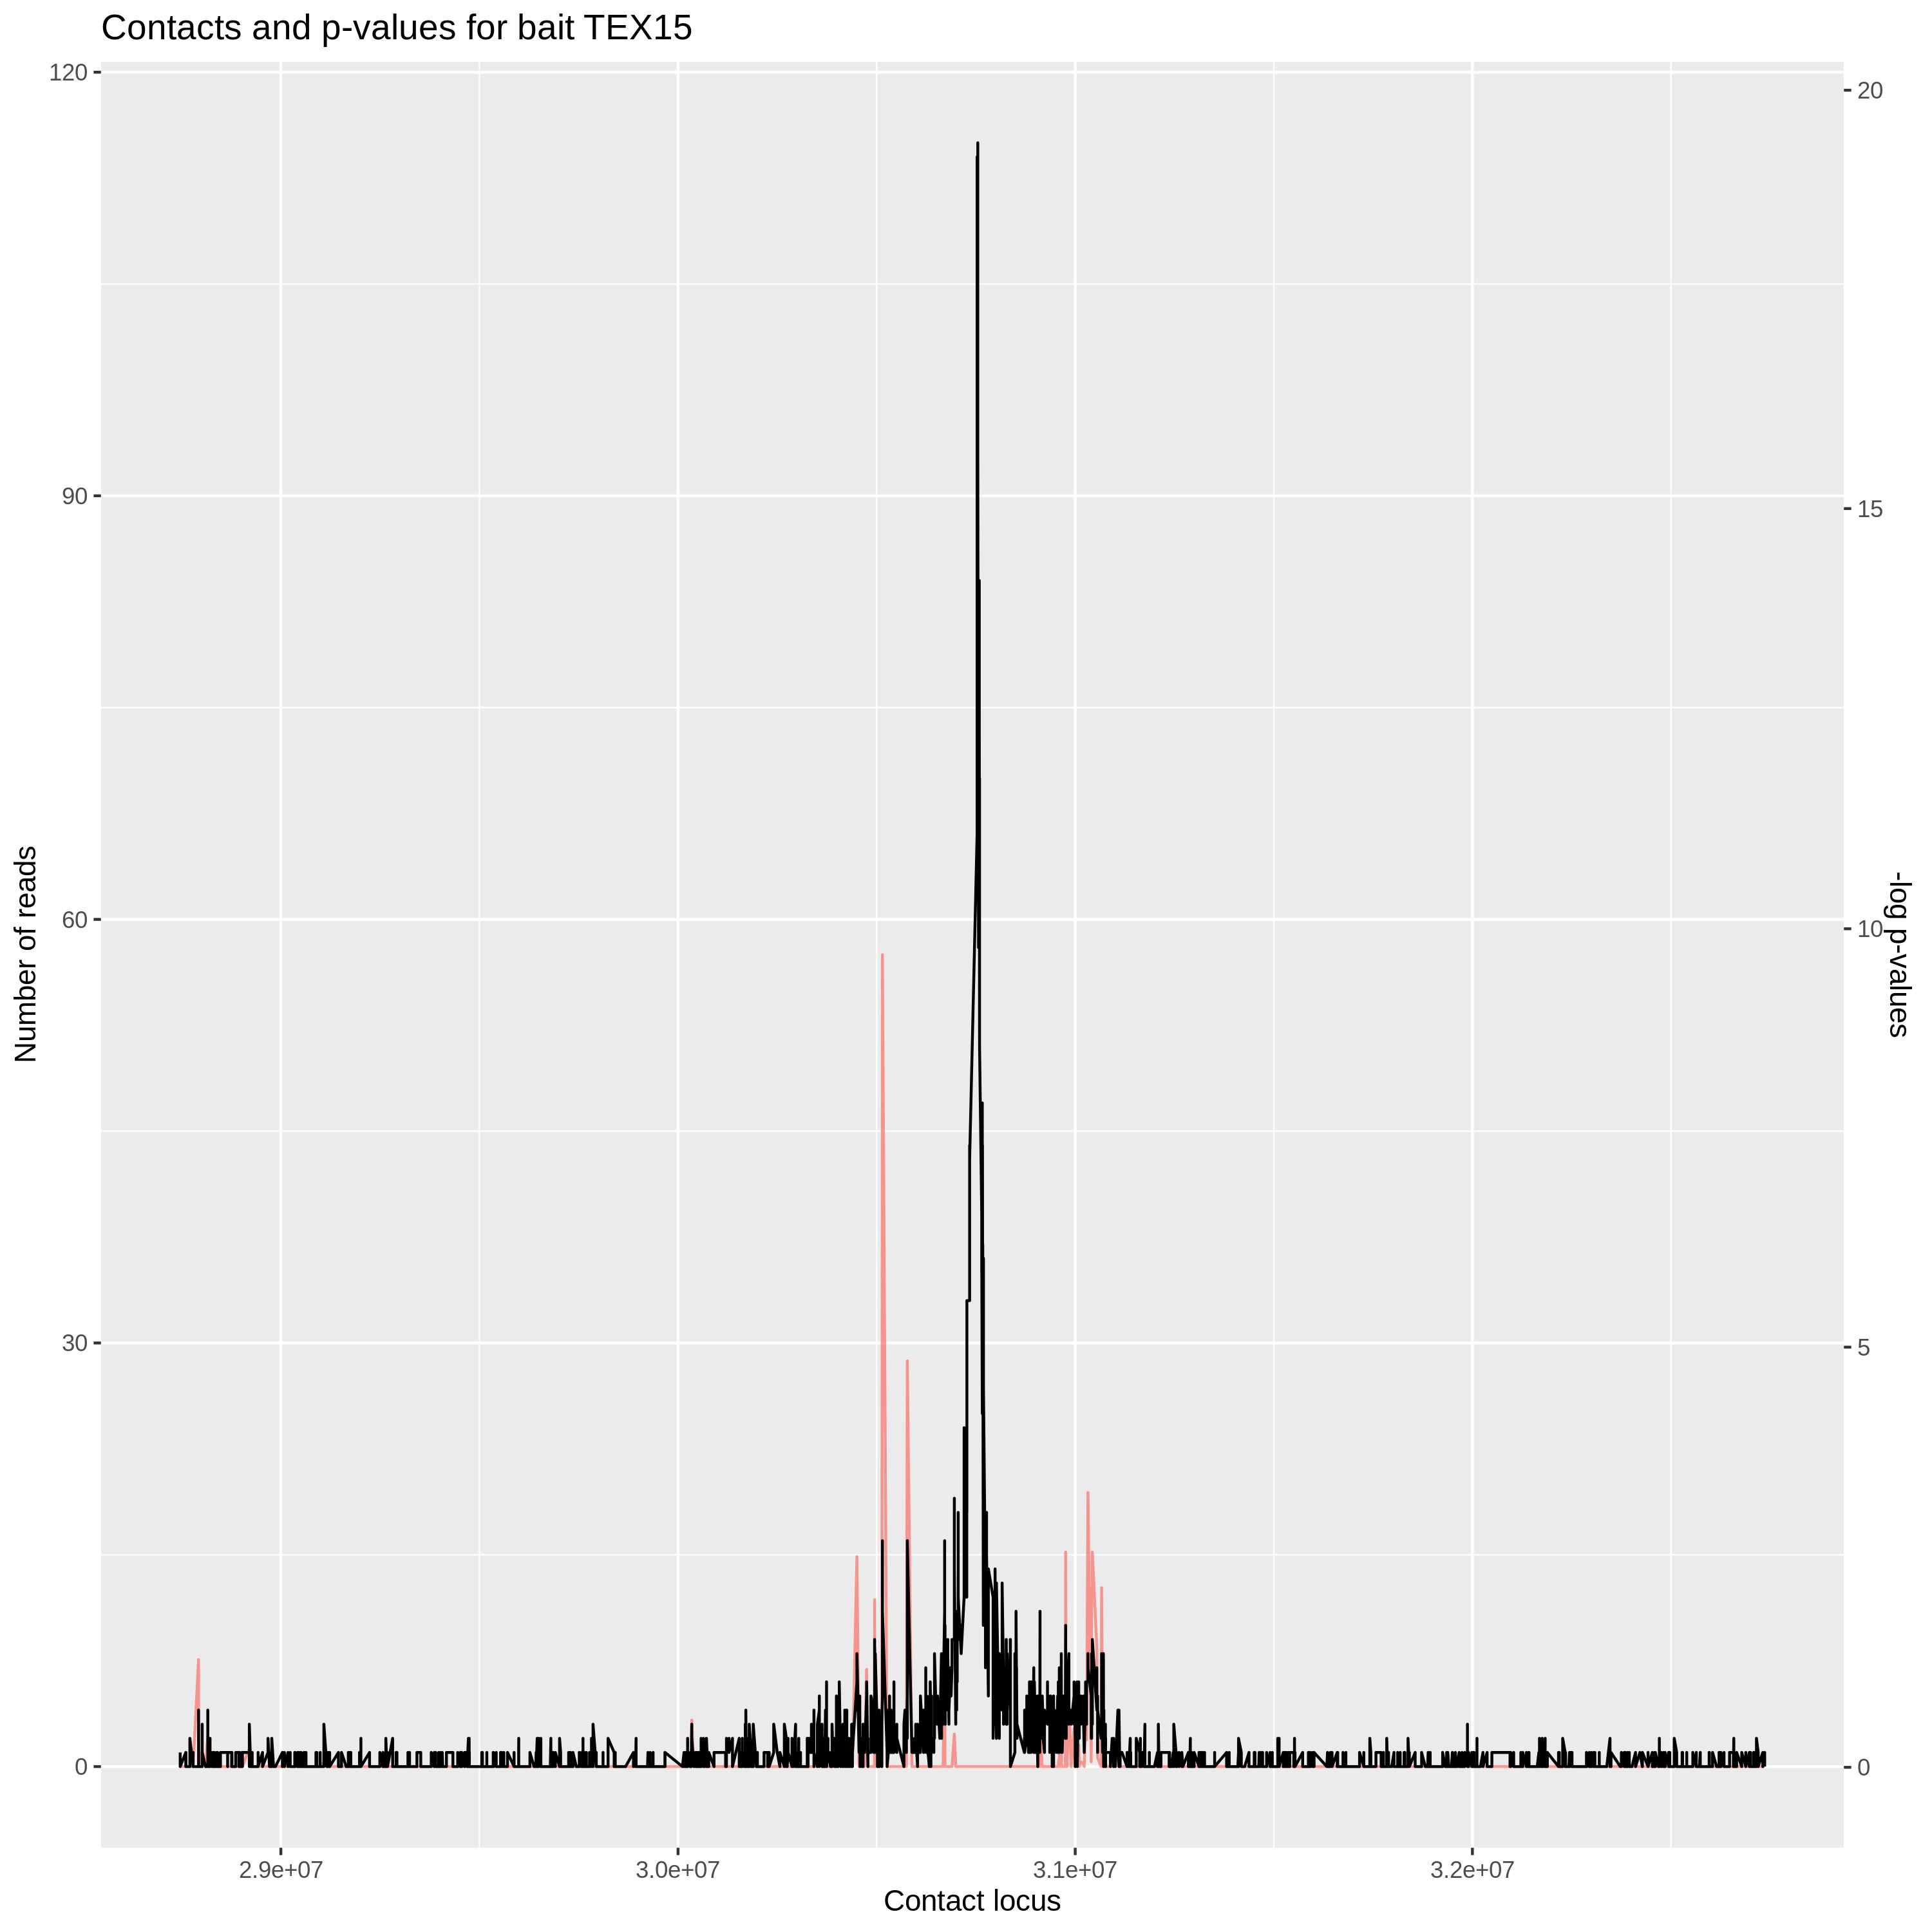 Contacts and p-values for bait TEX15
120
90
60
30
0
Number of reads
20
15
10
5
0
-log p-values
2.9e+07 3.0e+07 3.1e+07 3.2e+07
Contact locus